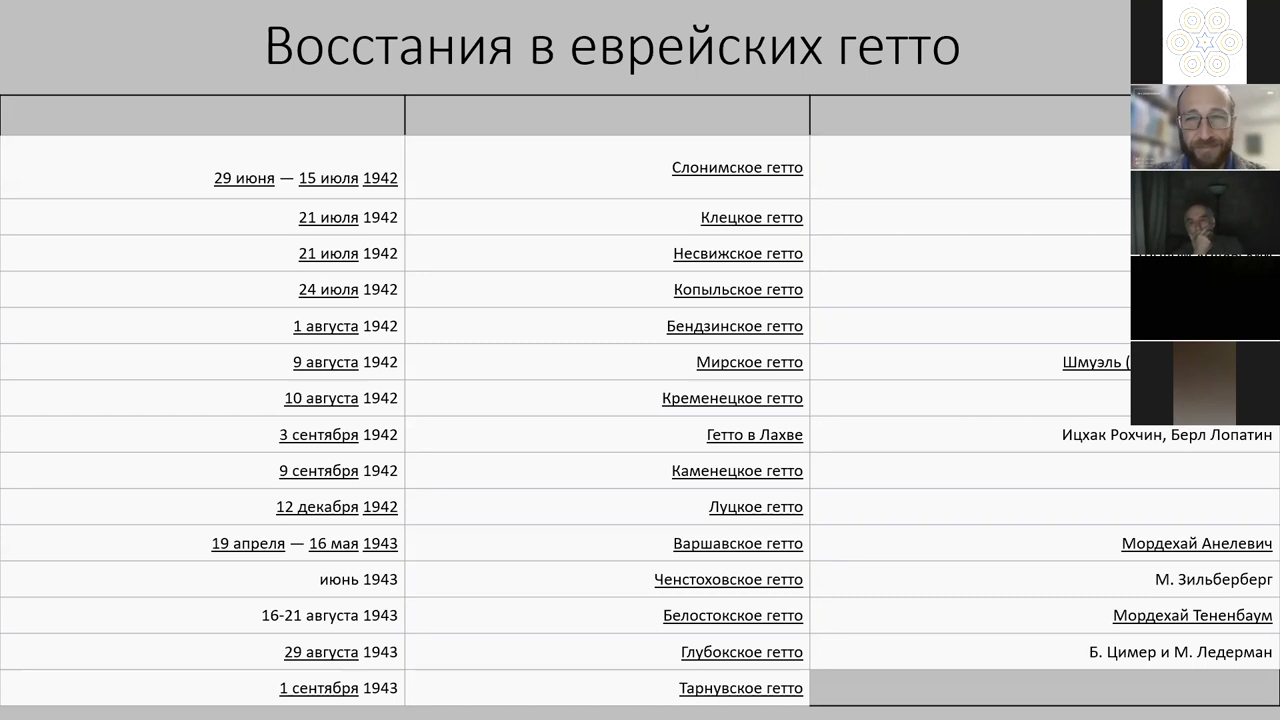 Восстания в еврейских гетто
29 июня — 15 июля 1942 Слонимское гетто
21 июля 1942 Клецкое гетто
21 июля 1942 Несвижское гетто
24 июля 1942 Копыльское гетто
1 августа 1942 Бендзинское гетто
9 августа 1942 Мирское гетто Шмуэль (
10 августа 1942 Кременецкое гетто
3 сентября 1942 Гетто в Лахве Ицхак Рохчин, Берл Лопатин
9 сентября 1942 Каменецкое гетто
12 декабря 1942 Луцкое гетто
19 апреля — 16 мая 1943 Варшавское гетто Мордехай Анелевич
июнь 1943 Ченстоховское гетто М. Зильберберг
16-21 августа 1943 Белостокское гетто Мордехай Тененбаум
29 августа 1943 Глубокское гетто Б. Цимер и М. Ледерман
1 сентября 1943 Тарнувское гетто